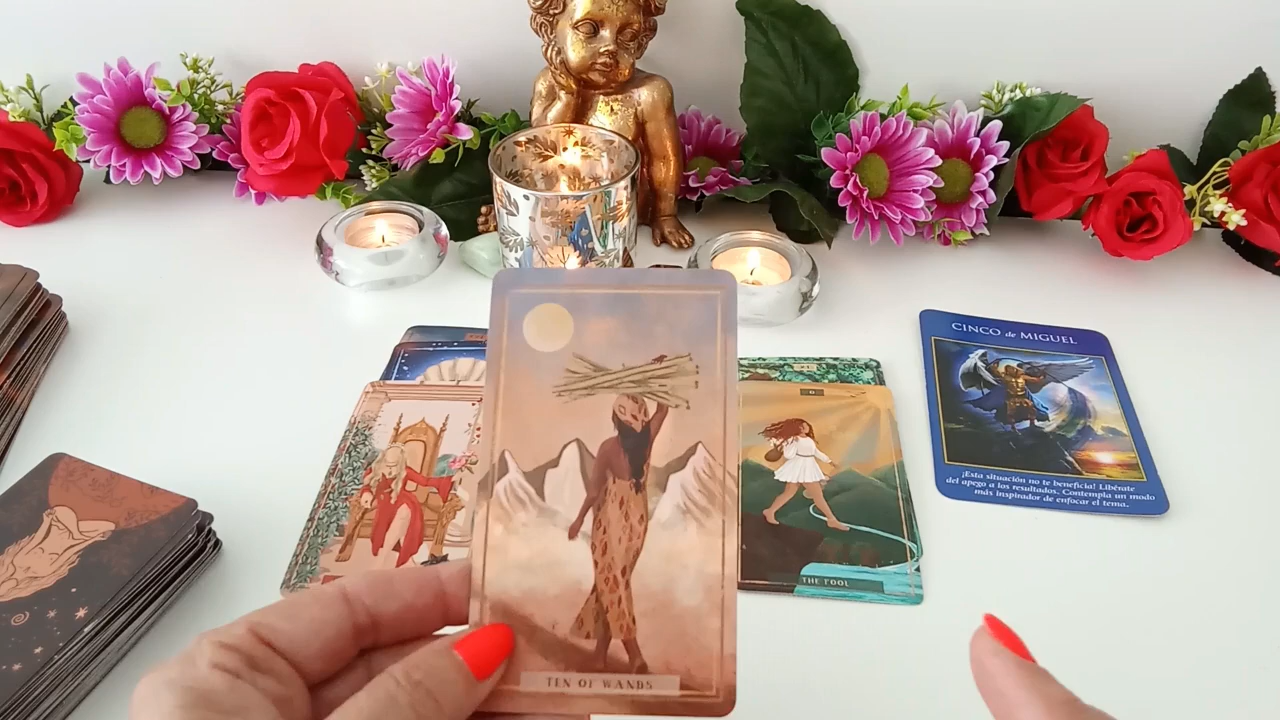 CINCO de MIGUEL
¡Esta situación no te beneficia! Libérate
del apego a los resultados. Contempla un modo
más inspirador de enfocar el tema.
0
THE FOOL
TEN OF WANDS